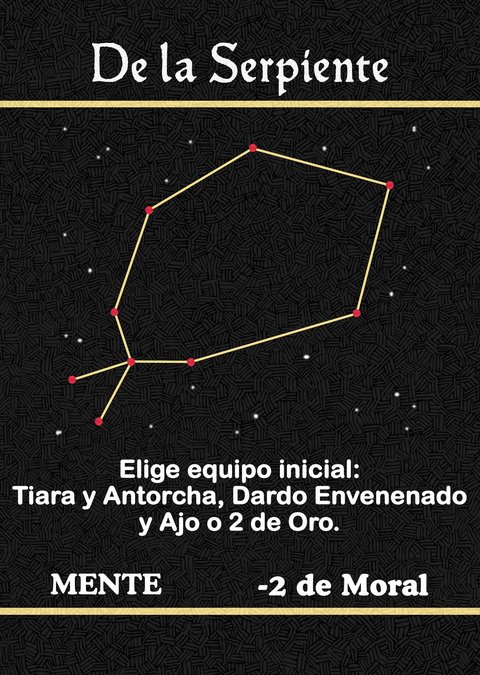 De la Serpiente
Elige equipo inicial:
Tiara y Antorcha, Dardo Envenenado
y Ajo o 2 de Oro.
MENTE -2 de Moral